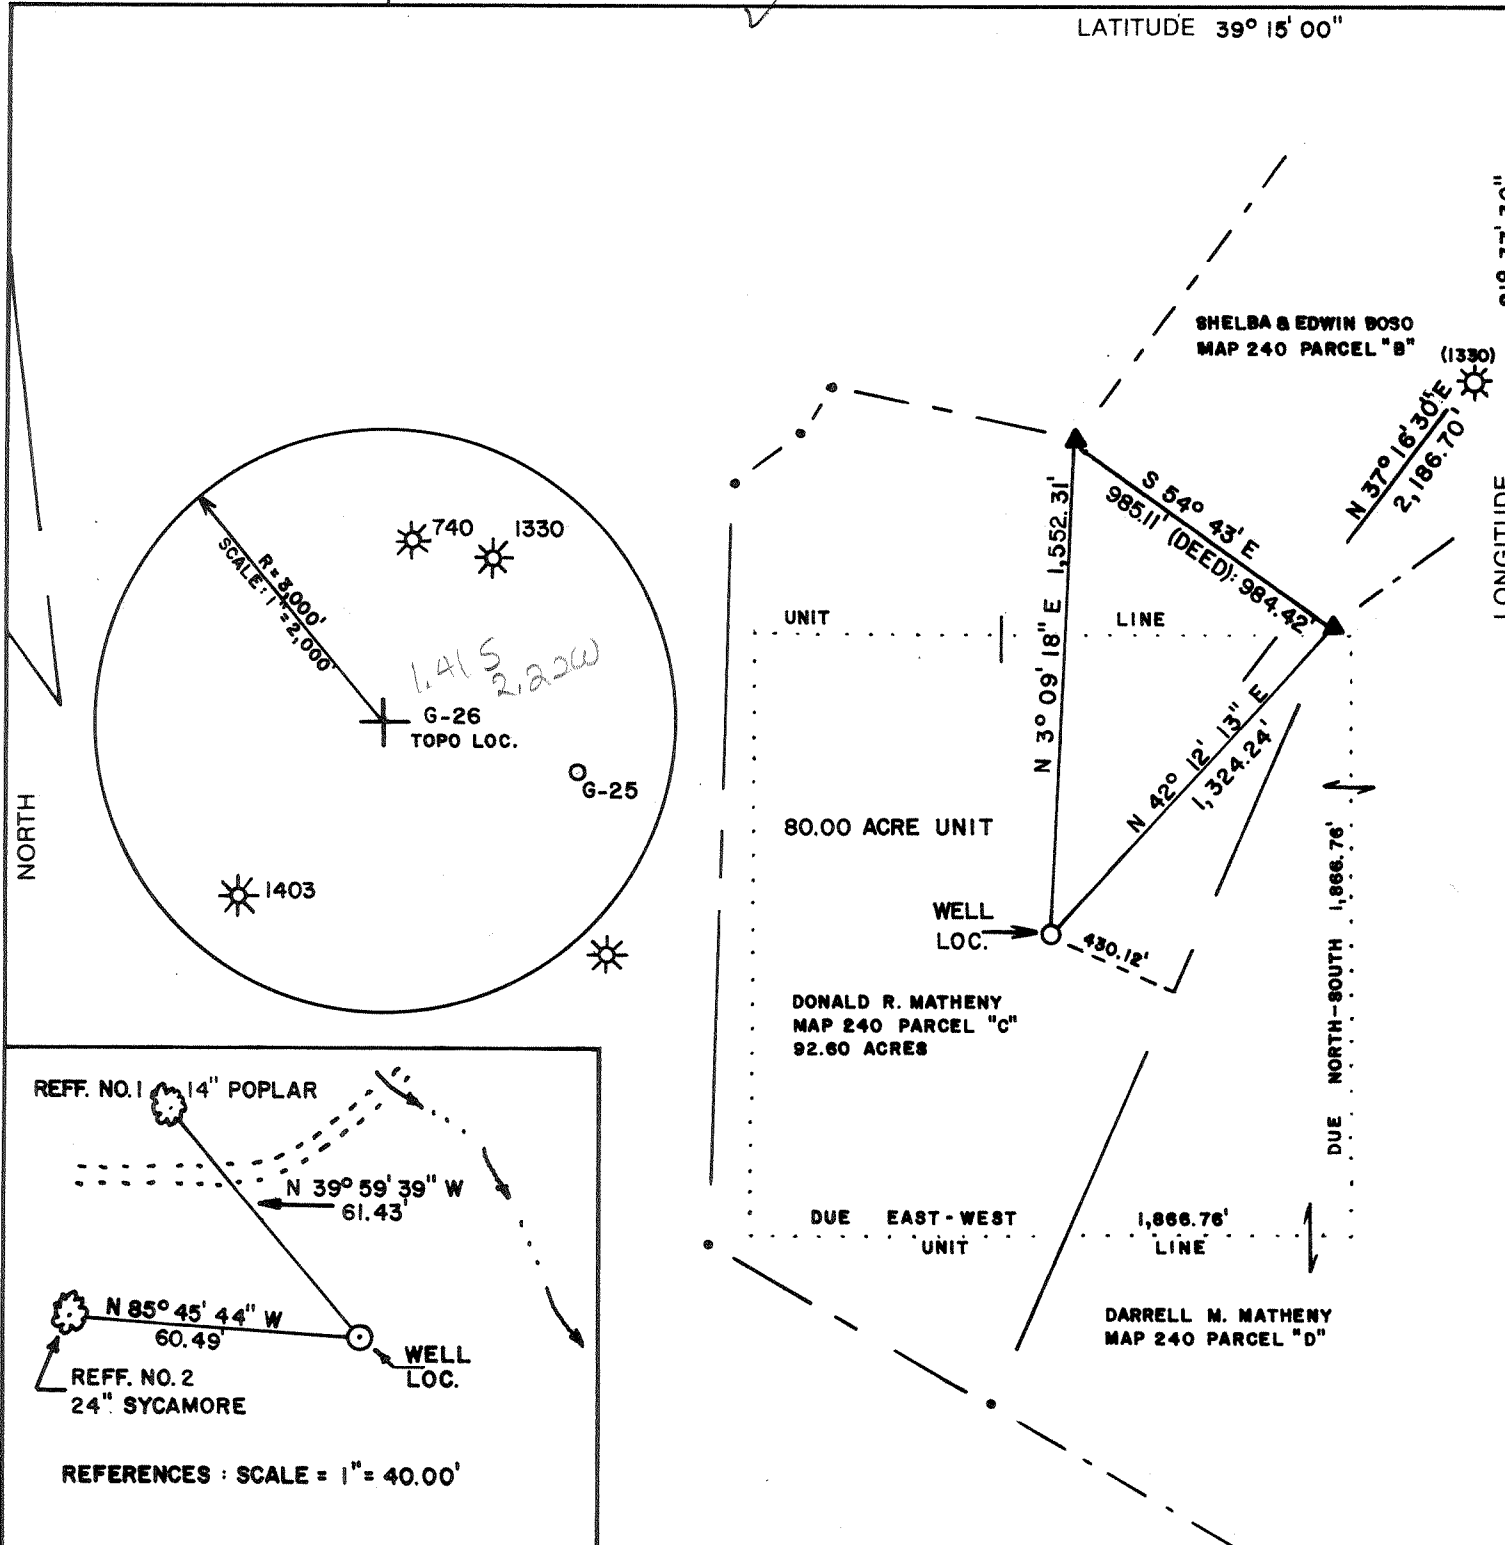 LATITUDE 39° 15' 00"
SHELBA & EDWIN BOSO
MAP 240 PARCEL "B"
(1330)
N 37° 16' 30" E
2,186.70'
LONGITUDE
S 54° 43' E
985.11' (DEED): 984.42'
N 3° 09' 18" E 1,552.31'
UNIT LINE
N 42° 12' 13" E
1,324.24'
740
1330
R = 3,000'
SCALE: 1" = 2,000'
1.41 S
2.22W
G-26
TOPO LOC.
G-25
1403
NORTH
80.00 ACRE UNIT
WELL
LOC.
430.12'
DONALD R. MATHENY
MAP 240 PARCEL "C"
92.60 ACRES
DUE NORTH-SOUTH 1,866.76'
DUE EAST-WEST 1,866.76'
UNIT LINE
DARRELL M. MATHENY
MAP 240 PARCEL "D"
REFF. NO. 1 14" POPLAR
N 39° 59' 39" W
61.43'
N 85° 45' 44" W
60.49'
WELL
LOC.
REFF. NO. 2
24" SYCAMORE
REFERENCES : SCALE = 1" = 40.00'